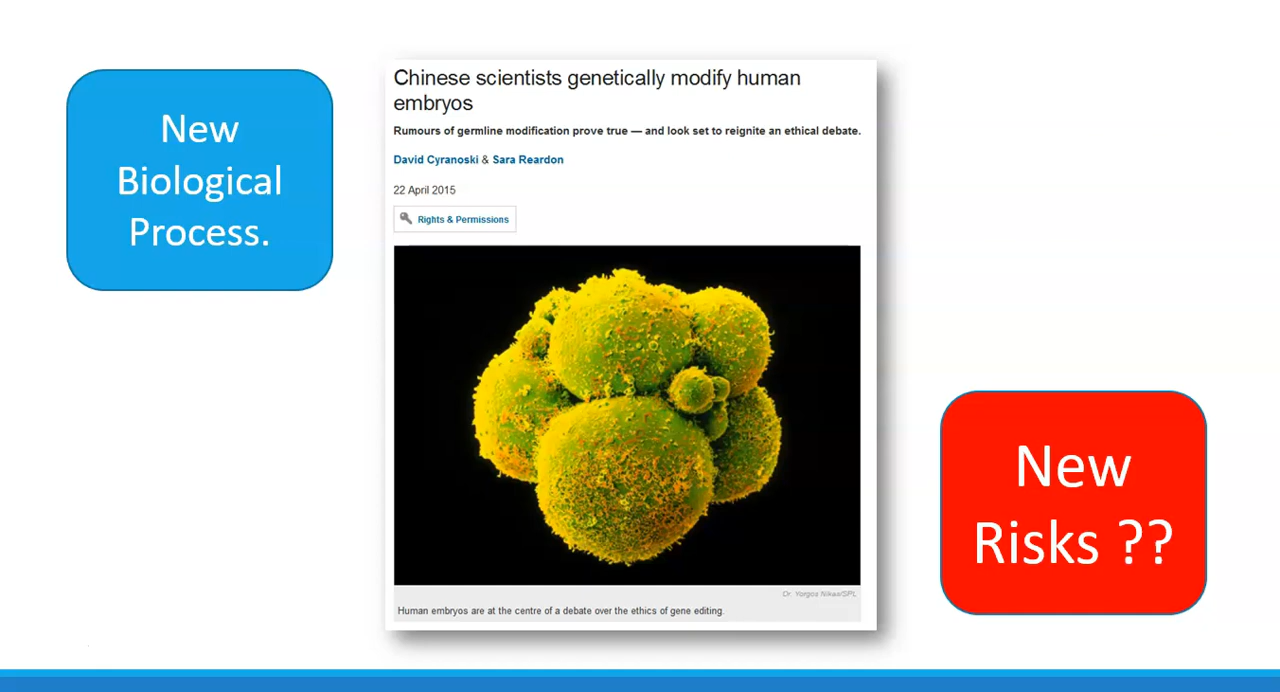 New
Biological
Process.
Chinese scientists genetically modify human
embryos
Rumours of germline modification prove true — and look set to reignite an ethical debate.
David Cyranoski & Sara Reardon
22 April 2015
Rights & Permissions
Dr. Yorgos Nikas/SPL
Human embryos are at the centre of a debate over the ethics of gene editing.
New
Risks ??